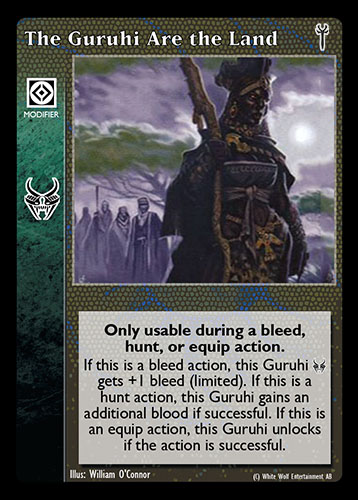 The Guruhi Are the Land
MODIFIER
Only usable during a bleed,
hunt, or equip action.
If this is a bleed action, this Guruhi
gets +1 bleed (limited). If this is a
hunt action, this Guruhi gains an
additional blood if successful. If this is
an equip action, this Guruhi unlocks
if the action is successful.
Illus: William O'Connor
(C) White Wolf Entertainment AB